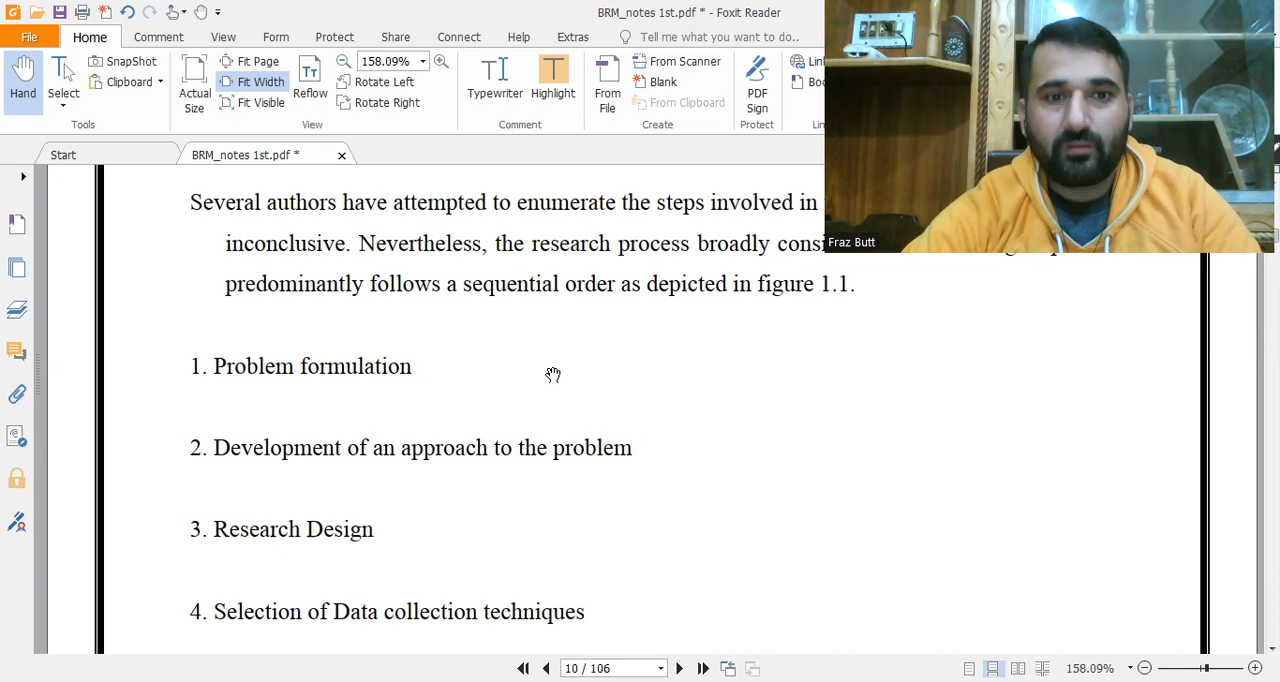 BRM_notes 1st.pdf * - Foxit Reader
File Home Comment View Form Protect Share Connect Help Extras Tell me what you want to do..
SnapShot Fit Page 158.09% From Scanner
Clipboard Fit Width Rotate Left Blank
Hand Select Actual Size Reflow Typewriter Highlight From File PDF Sign
Fit Visible Rotate Right From Clipboard
Tools View Comment Create Protect
Start BRM_notes 1st.pdf *
Several authors have attempted to enumerate the steps involved in
inconclusive. Nevertheless, the research process broadly
predominantly follows a sequential order as depicted in figure 1.1.
Fraz Butt
1. Problem formulation
2. Development of an approach to the problem
3. Research Design
4. Selection of Data collection techniques
10 / 106 158.09%